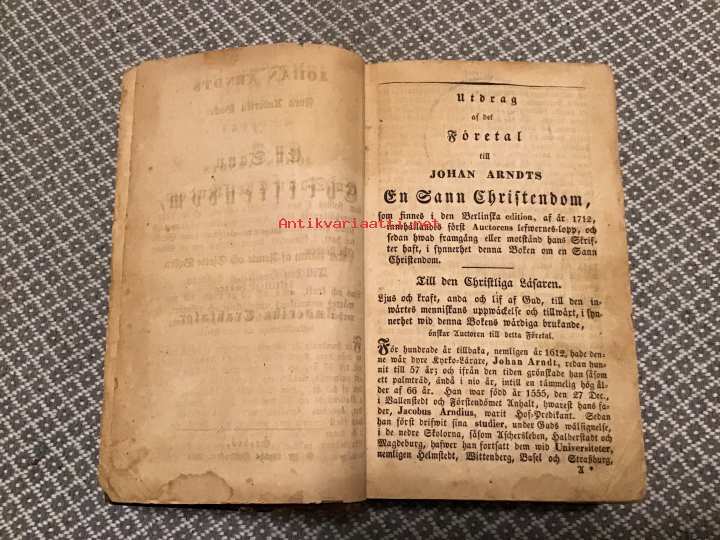 JOHAN ARNDTS
Antikvariaatti.net
Utdrag
af det
Företal
till
JOHAN ARNDTS
En Sann Christendom,
som finnes i den Berlinska edition, af år 1712,
innehållande först Auctorens lefwernes-lopp, och
sedan hwad framgång eller motstånd hans Skrif-
ter haft, i synnerhet denna Boken om en Sann
Christendom.
Till den Christliga Läsaren.
Ljus och kraft, anda och lif af Gud, till den in-
wärtes menniskans uppwäckelse och tillwäxt, i syn-
nerhet wid denna Bokens wärdiga brukande,
önskar Auctoren till detta Företal.
För hundrade år tillbaka, nemligen år 1612, hade den-
ne wår dyre Kyrko-Lärare, Johan Arndt, redan hun-
nit till 57 år; och ifrån den tiden grönskade han såsom
ett palmträd, ändå i nio år, intill en tämmelig hög ål-
der af 66 år. Han war född år 1555, den 27 Dec.,
i Ballenstedt och Förstendömet Anhalt, hwarest hans fa-
der, Jacobus Arndius, warit Hof-Predikant. Sedan
han först drifwit sina studier, under Guds wälsignelse,
i de nedre Skolorna, såsom Aschersleben, Halberstadt och
Magdeburg, hafwer han fortsatt dem wid Universiteter,
nemligen Helmstedt, Wittenberg, Basel och Straßburg,
A *